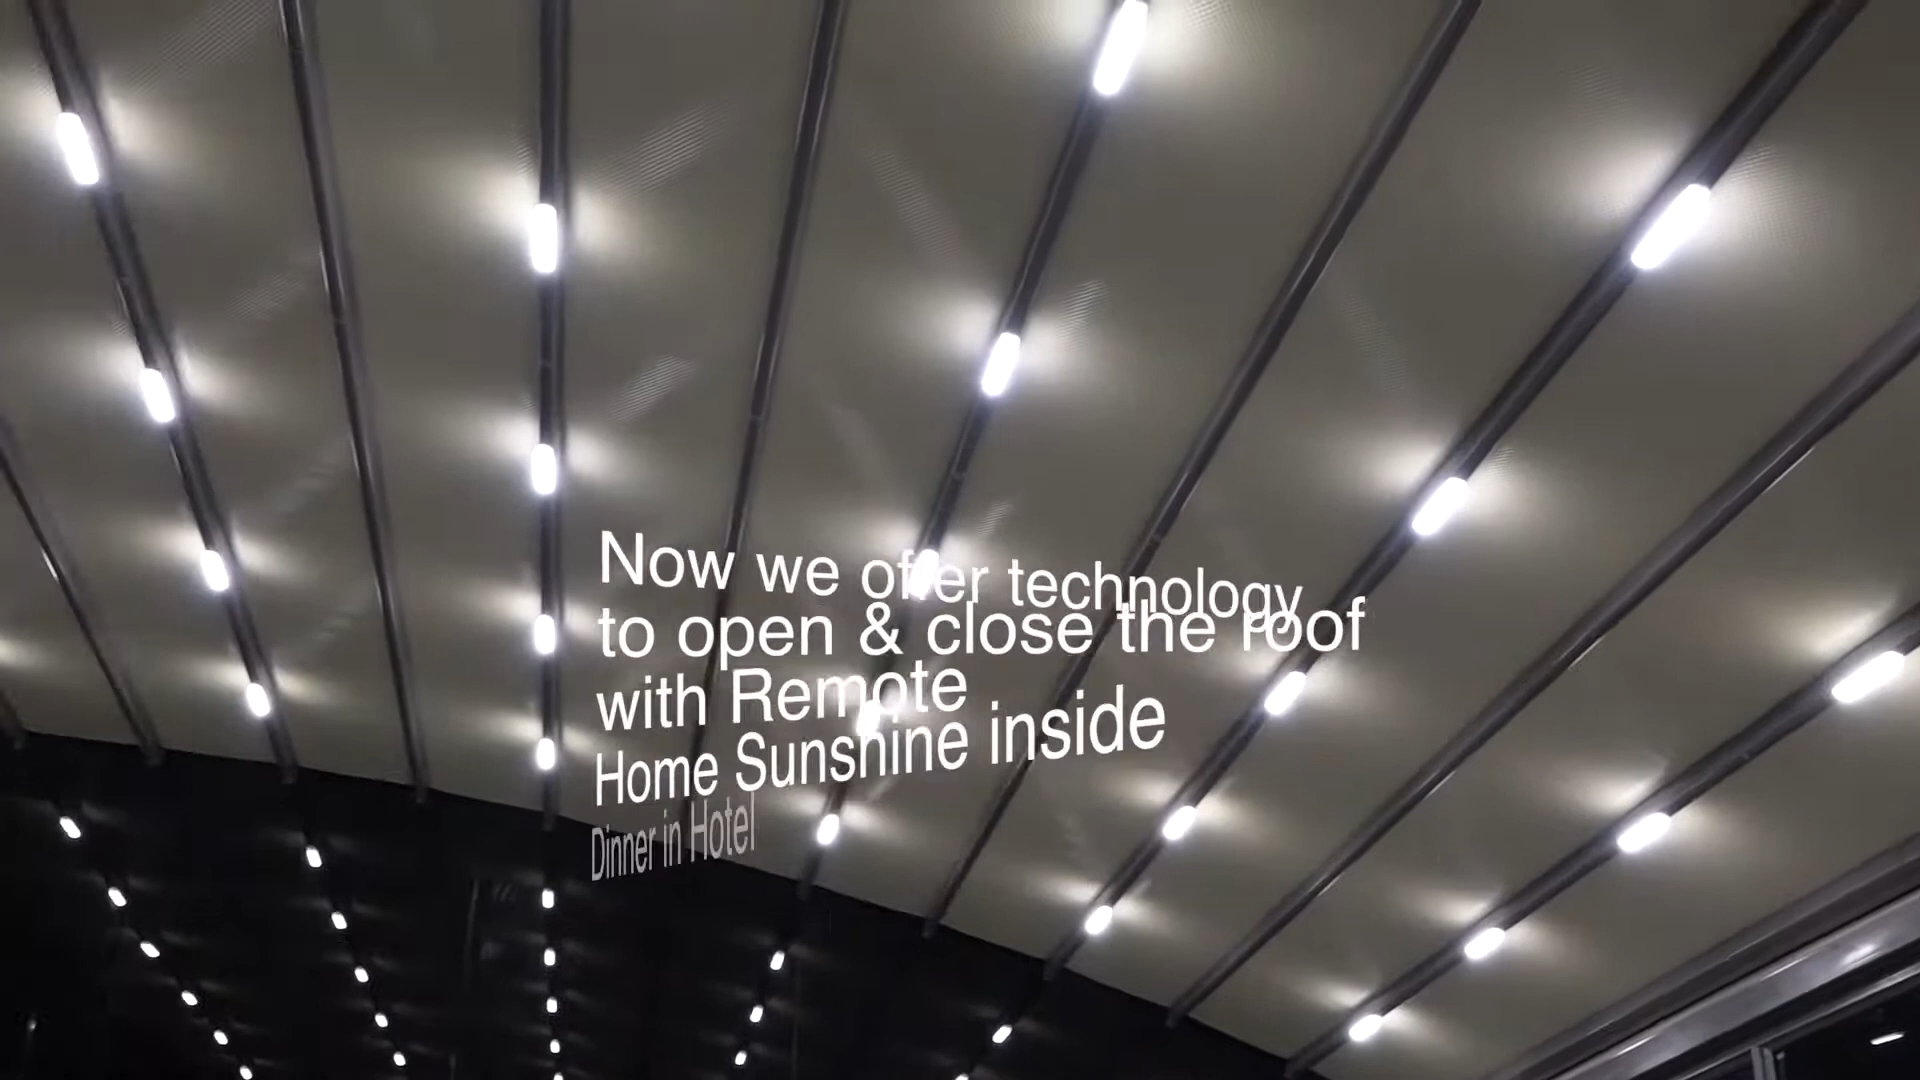 Now we offer technology
to open & close the roof
with Remote
Home Sunshine inside
Dinner in Hotel